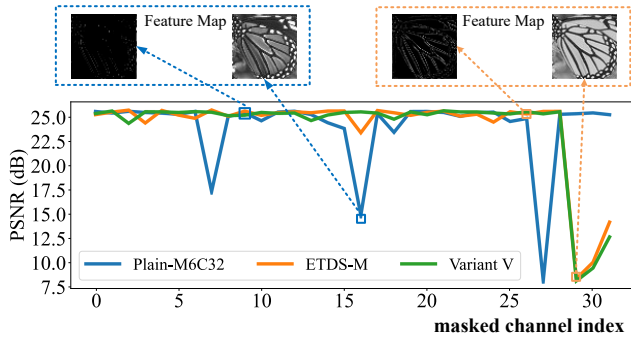 Feature Map
Feature Map
PSNR (dB)
25.0
22.5
20.0
17.5
15.0
12.5
10.0
7.5
Plain-M6C32
ETDS-M
Variant V
0
5
10
15
20
25
30
masked channel index